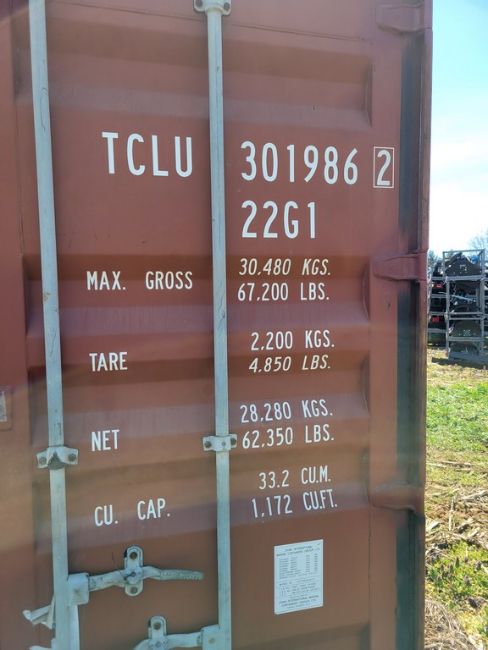 TCLU 301986 2
22G1
MAX. GROSS 30.480 KGS.
67,200 LBS.
TARE 2.200 KGS.
4.850 LBS.
NET 28,280 KGS.
62,350 LBS.
CU. CAP. 33.2 CU.M.
1,172 CU.FT.